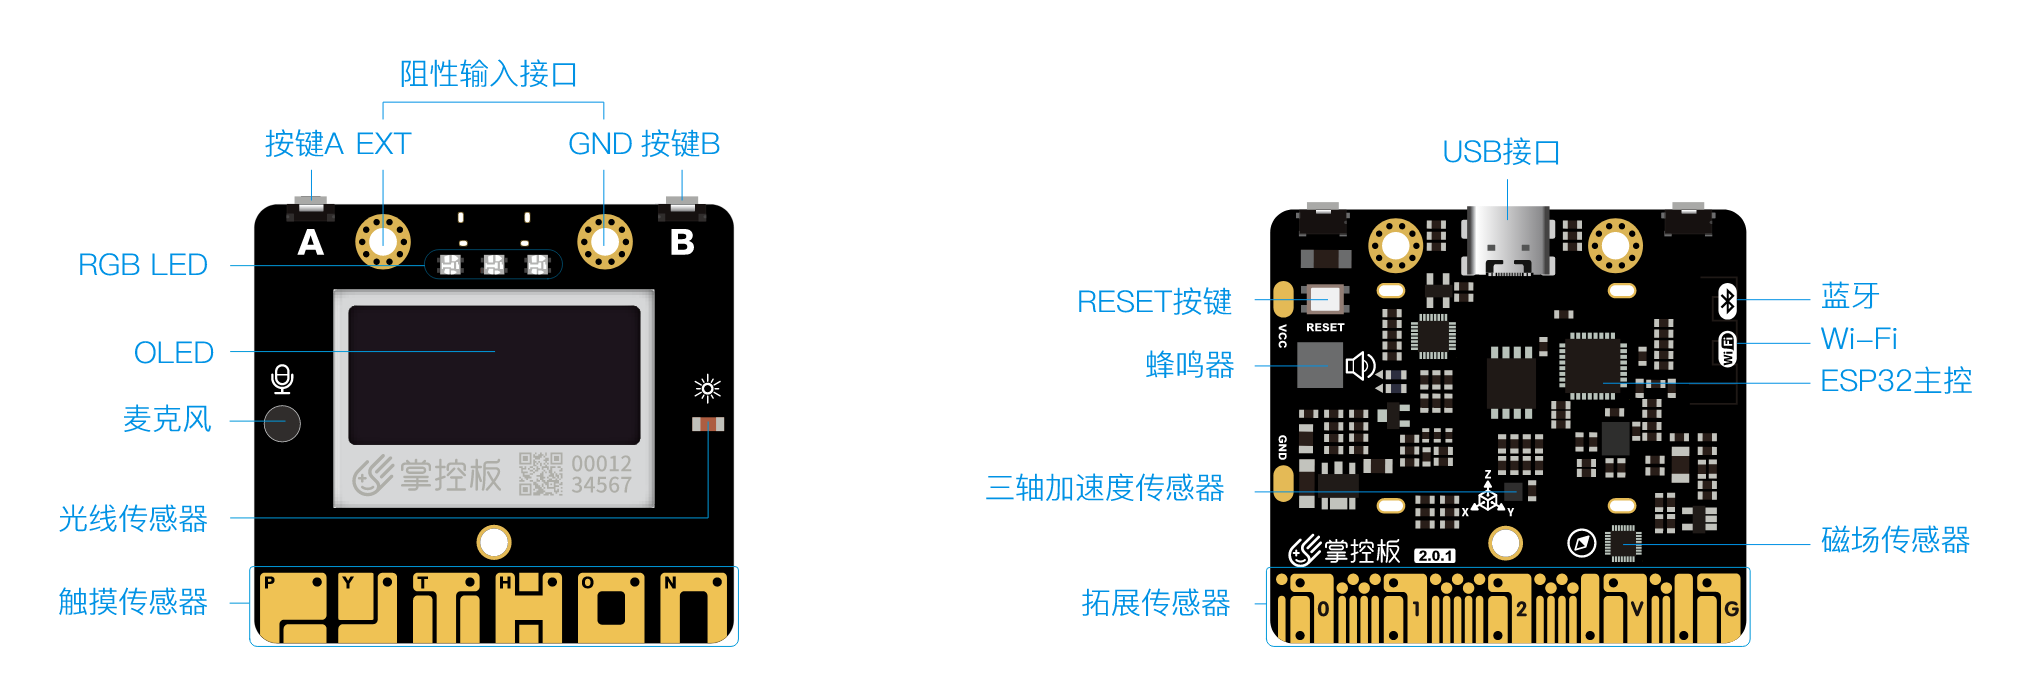 阻性输入接口
按键A EXT
GND 按键B
A
B
RGB LED
OLED
麦克风
光线传感器
触摸传感器
掌控板
00012
34567
P Y T H O N
USB接口
RESET按键
RESET
VCC
蜂鸣器
GND
三轴加速度传感器
Z
X
Y
掌控板 2.0.1
拓展传感器
0 1 2 V G
蓝牙
Wi-Fi
WiFi
ESP32主控
磁场传感器